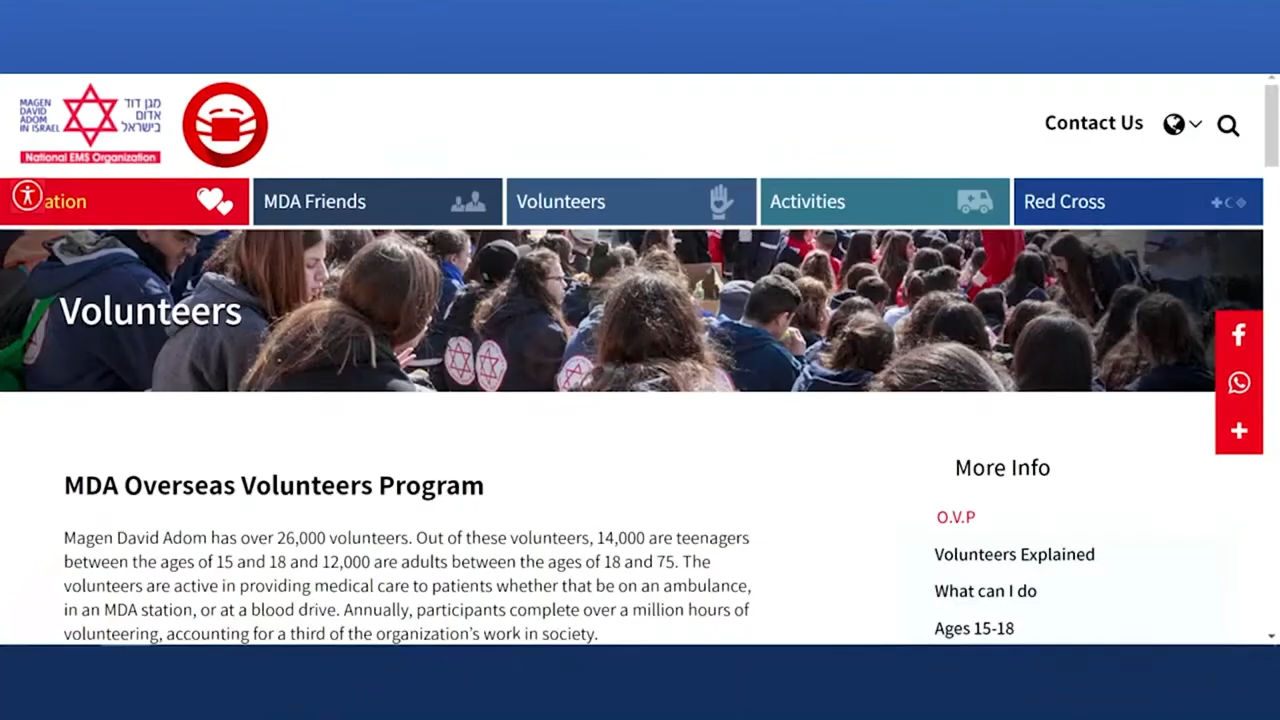 MAGEN
DAVID
ADOM
IN ISRAEL
מגן דוד
אדום
בישראל
National EMS Organization
Contact Us
ation
MDA Friends
Volunteers
Activities
Red Cross
Volunteers
MDA Overseas Volunteers Program
Magen David Adom has over 26,000 volunteers. Out of these volunteers, 14,000 are teenagers
between the ages of 15 and 18 and 12,000 are adults between the ages of 18 and 75. The
volunteers are active in providing medical care to patients whether that be on an ambulance,
in an MDA station, or at a blood drive. Annually, participants complete over a million hours of
volunteering, accounting for a third of the organization's work in society.
More Info
O.V.P
Volunteers Explained
What can I do
Ages 15-18